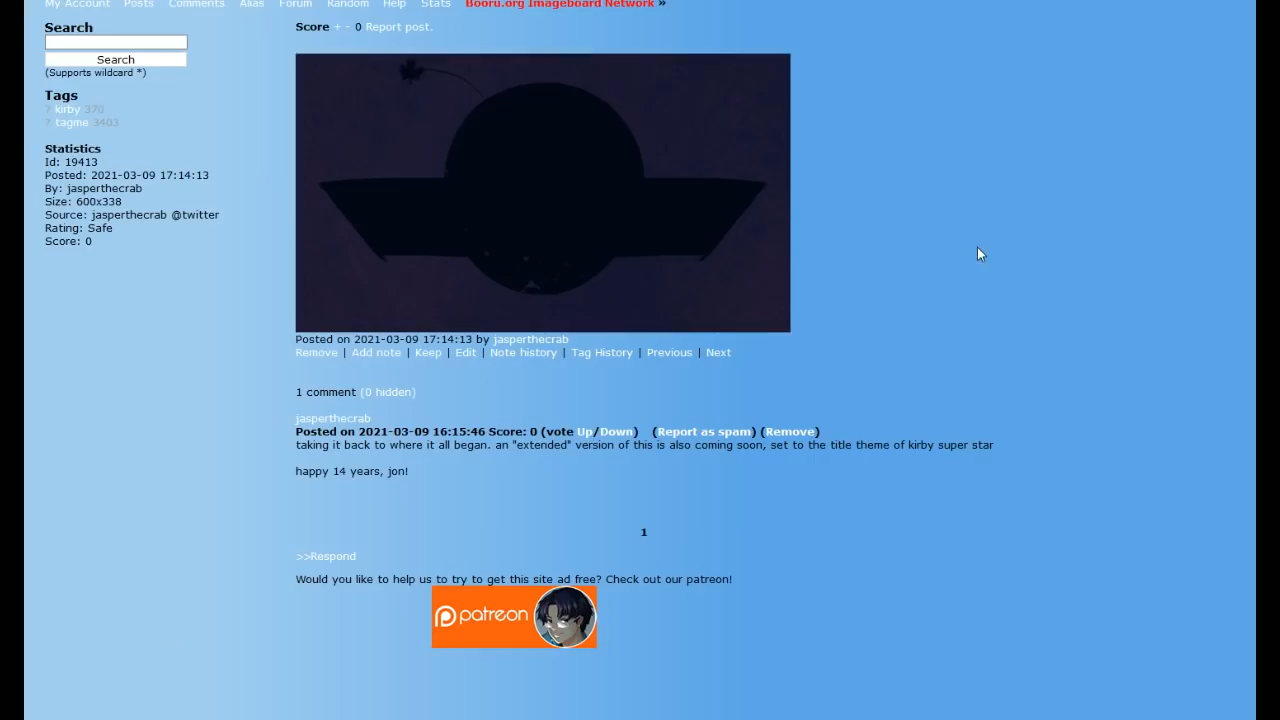 My Account Posts Comments Alias Forum Random Help Stats Booru.org Imageboard Network »
Search
Search
(Supports wildcard *)
Tags
? kirby 370
? tagme 3403
Statistics
Id: 19413
Posted: 2021-03-09 17:14:13
By: jasperthecrab
Size: 600x338
Source: jasperthecrab @twitter
Rating: Safe
Score: 0
Score + - 0 Report post.
Posted on 2021-03-09 17:14:13 by jasperthecrab
Remove | Add note | Keep | Edit | Note history | Tag History | Previous | Next
1 comment (0 hidden)
jasperthecrab
Posted on 2021-03-09 16:15:46 Score: 0 (vote Up/Down) (Report as spam) (Remove)
taking it back to where it all began. an "extended" version of this is also coming soon, set to the title theme of kirby super star
happy 14 years, jon!
1
>>Respond
Would you like to help us to try to get this site ad free? Check out our patreon!
patreon